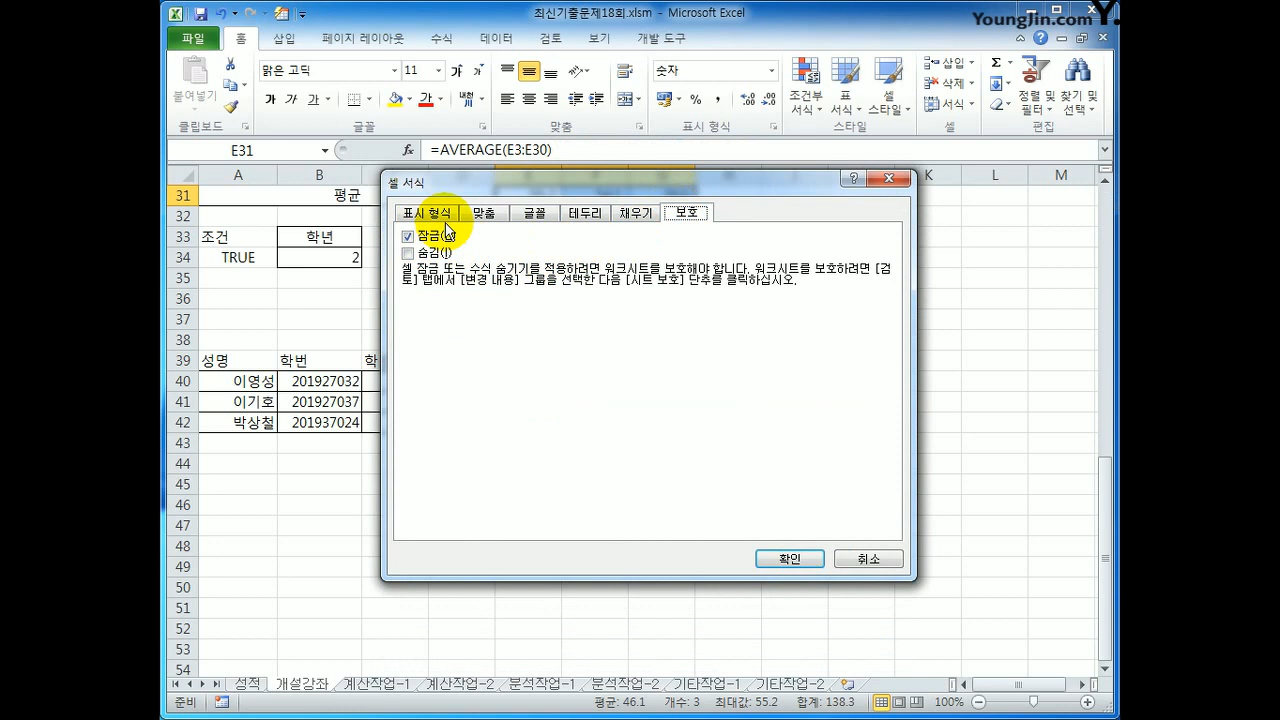 최신기출문제18회.xlsm - Microsoft Excel
YoungJin.com Y.
파일 홈 삽입 페이지 레이아웃 수식 데이터 검토 보기 개발 도구
붙여넣기
맑은 고딕 11
가 가 가 가 내천
숫자
조건부 서식 표 서식 셀 스타일
삽입
삭제
서식
정렬 및 필터 찾기 및 선택
클립보드 글꼴 맞춤 표시 형식 스타일 셀 편집
E31 fx =AVERAGE(E3:E30)
A B K L M
31 평균
32
33 조건 학년
34 TRUE 2
35
36
37
38
39 성명 학번 학
40 이영성 201927032
41 이기호 201927037
42 박상철 201937024
43
44
45
46
47
48
49
50
51
52
53
54
셀 서식
표시 형식 맞춤 글꼴 테두리 채우기 보호
잠금(
숨김(I)
셀 잠금 또는 수식 숨기기를 적용하려면 워크시트를 보호해야 합니다. 워크시트를 보호하려면 [검
토] 탭에서 [변경 내용] 그룹을 선택한 다음 [시트 보호] 단추를 클릭하십시오.
확인 취소
성적 개설강좌 계산작업-1 계산작업-2 분석작업-1 분석작업-2 기타작업-1 기타작업-2
준비 평균: 46.1 개수: 3 최대값: 55.2 합계: 138.3 100%